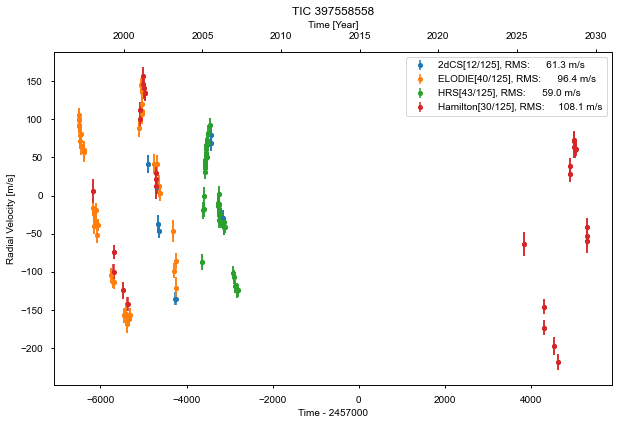 TIC 397558558
Time [Year]
2000 2005 2010 2015 2020 2025 2030
2dCS[12/125], RMS: 61.3 m/s
ELODIE[40/125], RMS: 96.4 m/s
HRS[43/125], RMS: 59.0 m/s
Hamilton[30/125], RMS: 108.1 m/s
Radial Velocity [m/s]
150
100
50
0
−50
−100
−150
−200
−6000 −4000 −2000 0 2000 4000
Time - 2457000